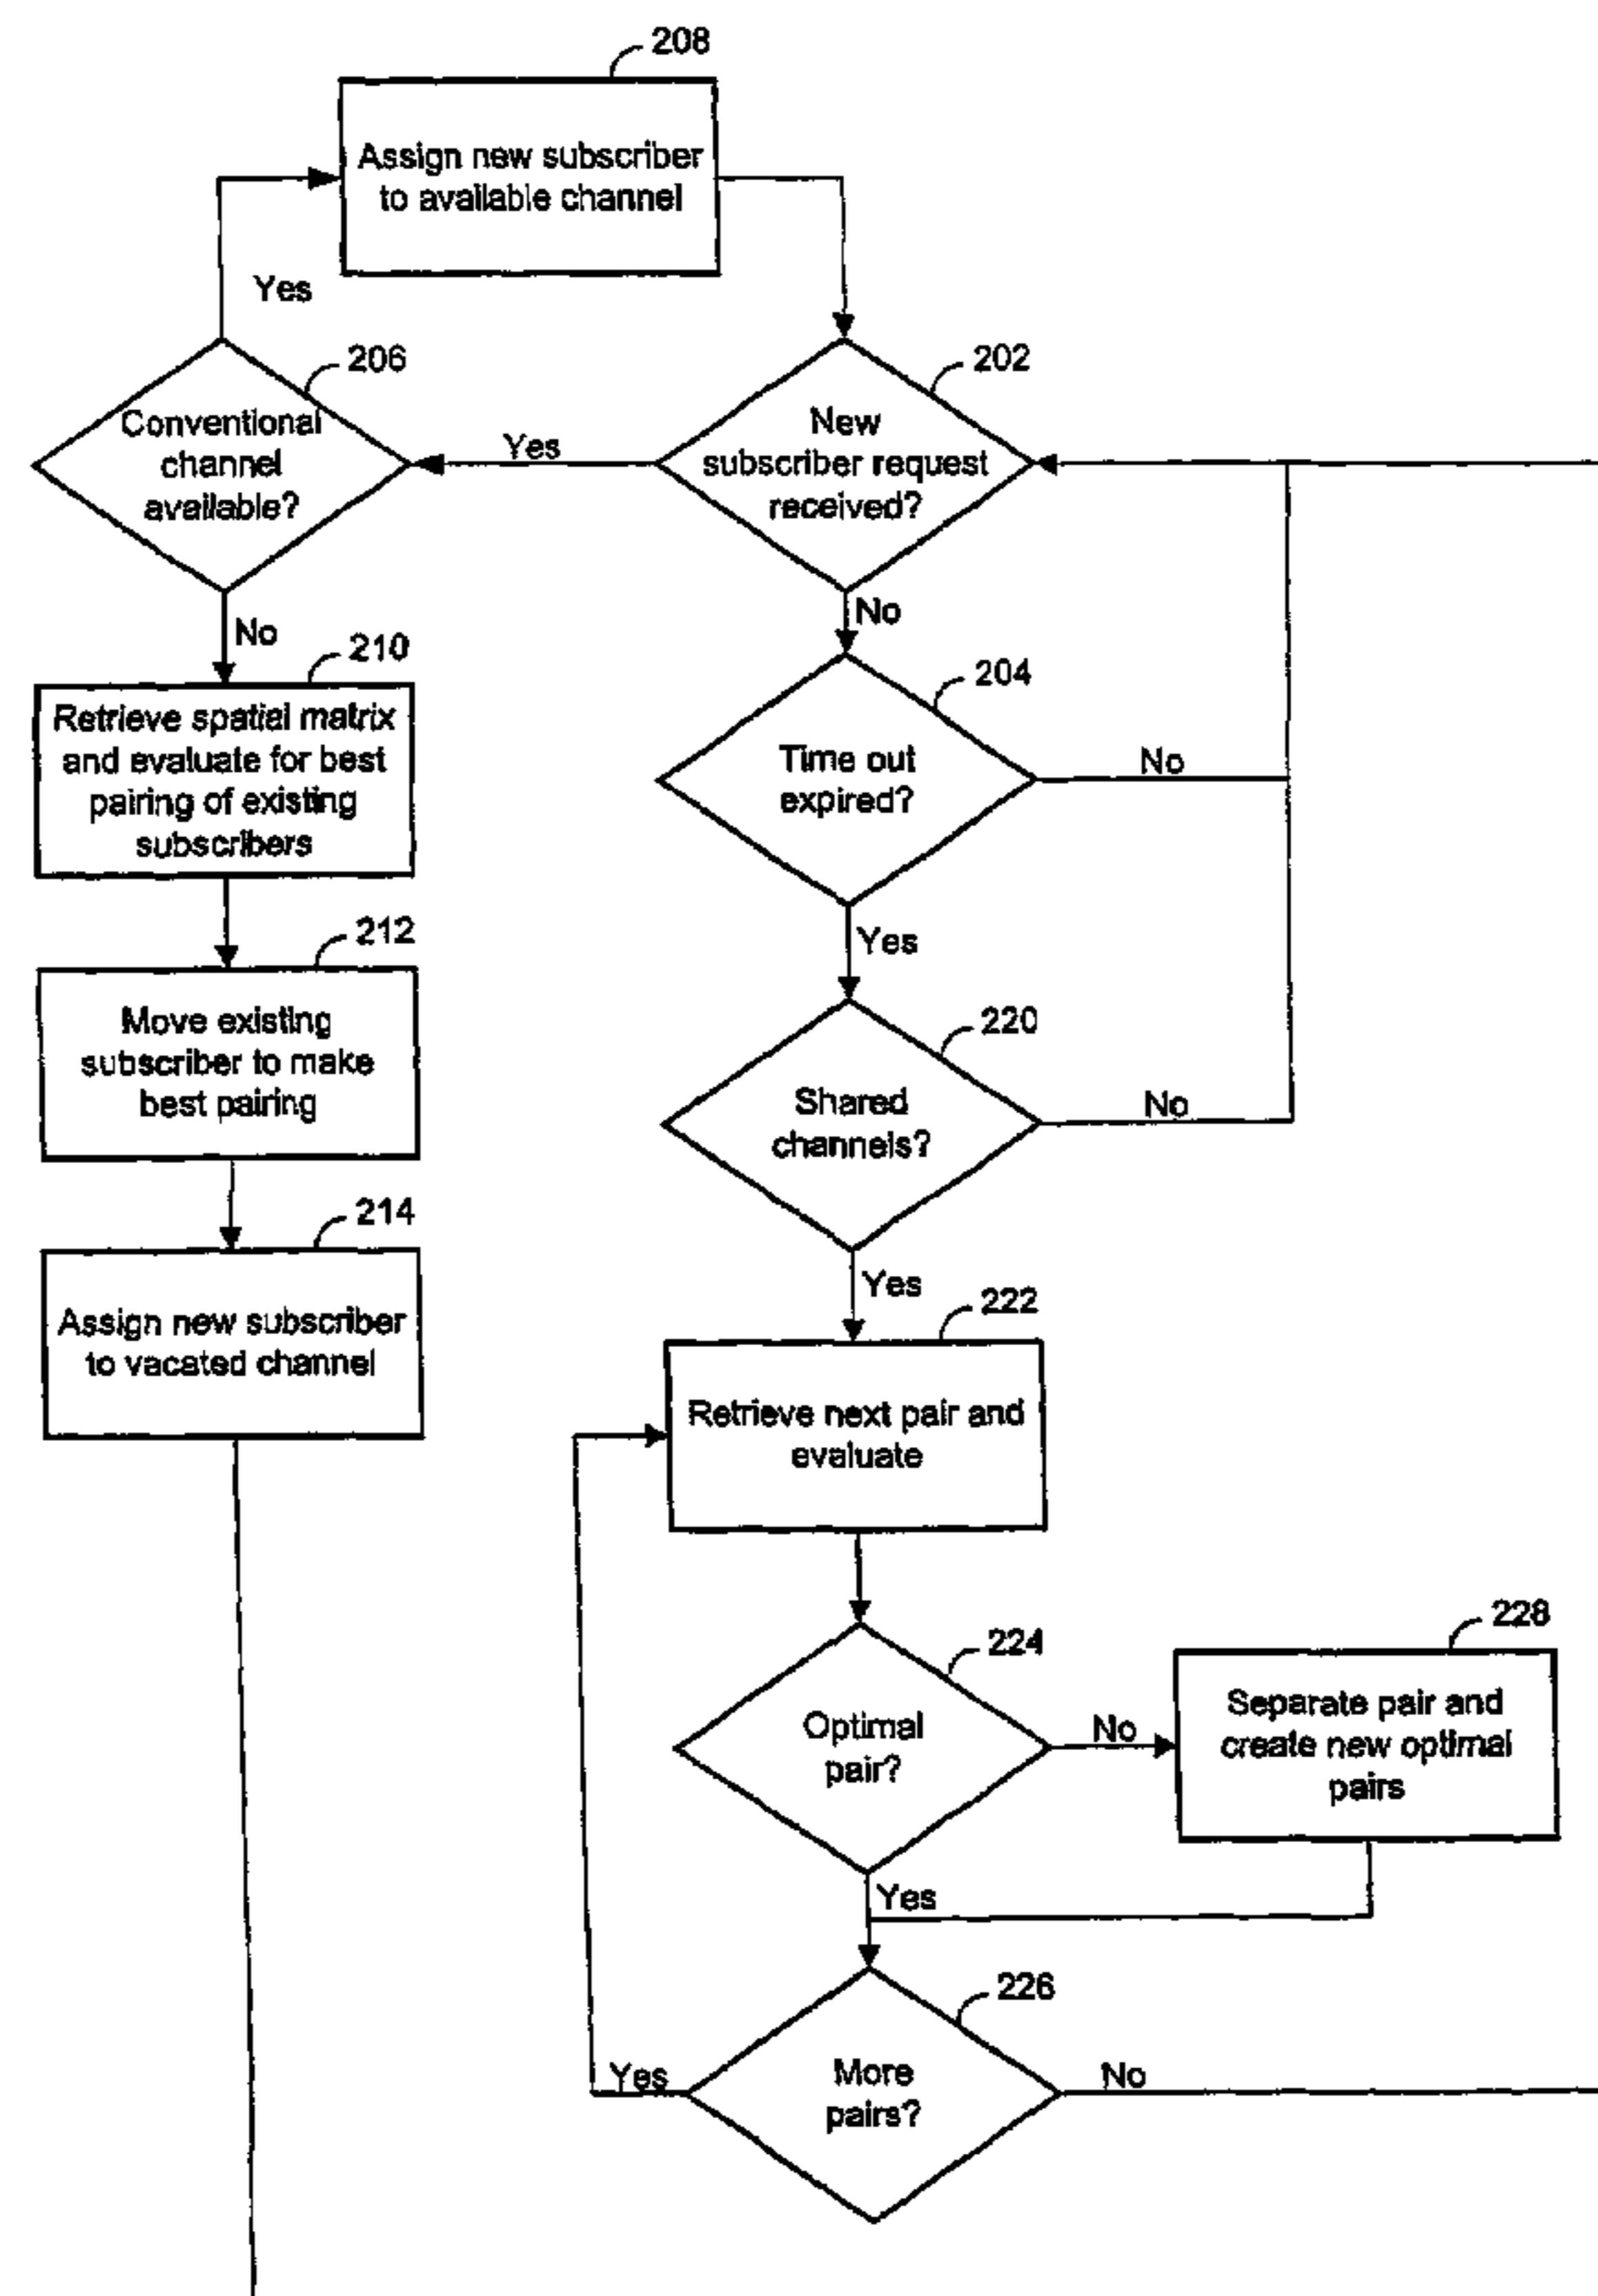 208
Assign new subscriber
to available channel
Yes
206
Conventional
channel
available?
Yes
202
New
subscriber request
received?
No
No
210
Retrieve spatial matrix
and evaluate for best
pairing of existing
subscribers
204
Time out
expired?
No
Yes
212
Move existing
subscriber to make
best pairing
220
Shared
channels?
No
Yes
214
Assign new subscriber
to vacated channel
222
Retrieve next pair and
evaluate
224
Optimal
pair?
No
Yes
228
Separate pair and
create new optimal
pairs
226
More
pairs?
Yes
No